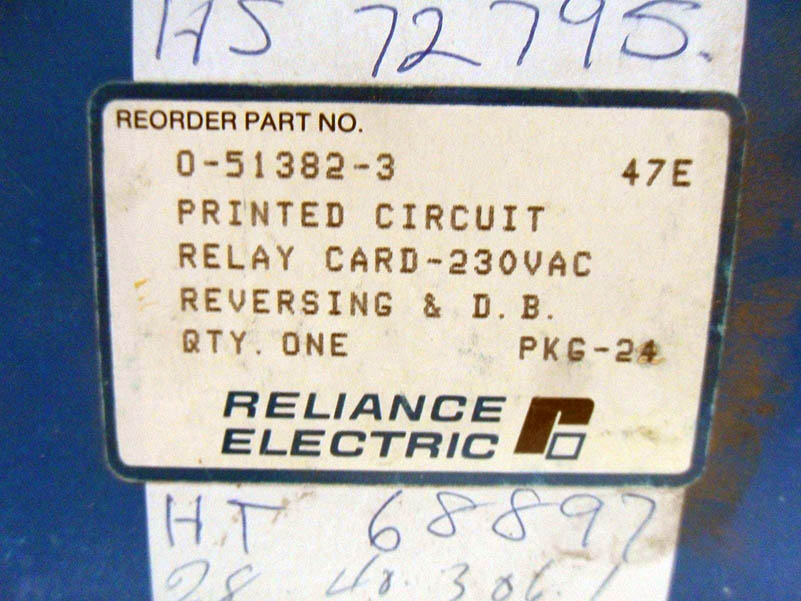 HS 72795.
REORDER PART NO.
0-51382-3 47E
PRINTED CIRCUIT
RELAY CARD-230VAC
REVERSING & D.B.
QTY. ONE PKG-24
RELIANCE
ELECTRIC
HT 68897
28